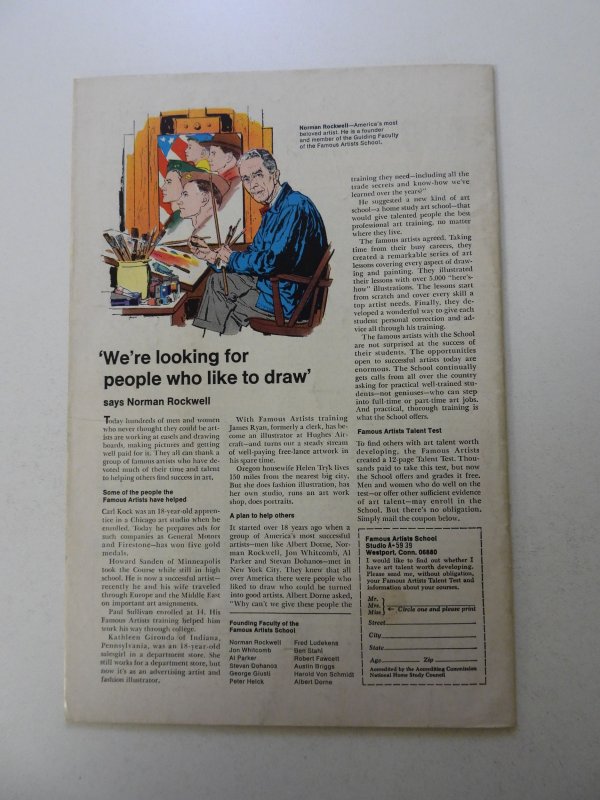 Norman Rockwell—America's most
beloved artist. He is a founder
and member of the Guiding Faculty
of the Famous Artists School.
'We're looking for
people who like to draw'
says Norman Rockwell
Today hundreds of men and women
who never thought they could be art-
ists are working at easels and drawing
boards, making pictures and getting
well paid for it. They all can thank a
group of famous artists who have de-
voted much of their time and talent
to helping others find success in art.
Some of the people the
Famous Artists have helped
Carl Kock was an 18-year-old appren-
tice in a Chicago art studio when he
enrolled. Today he prepares ads for
such companies as General Motors
and Firestone—has won five gold
medals.
Howard Sanden of Minneapolis
took the Course while still in high
school. He is now a successful artist—
recently he and his wife traveled
through Europe and the Middle East
on important art assignments.
Paul Sullivan enrolled at 14. His
Famous Artists training helped him
work his way through college.
Kathleen Gironda of Indiana,
Pennsylvania, was an 18-year-old
salesgirl in a department store. She
still works for a department store, but
now it's as an advertising artist and
fashion illustrator.
With Famous Artists training
James Ryan, formerly a clerk, has be-
come an illustrator at Hughes Air-
craft—and turns out a steady stream
of well-paying free-lance artwork in
his spare time.
Oregon housewife Helen Tryk lives
150 miles from the nearest big city.
But she does fashion illustration, has
her own studio, runs an art work
shop, does portraits.
A plan to help others
It started over 18 years ago when a
group of America's most successful
artists—men like Albert Dorne, Nor-
man Rockwell, Jon Whitcomb, Al
Parker and Stevan Dohanos—met in
New York City. They knew that all
over America there were people who
liked to draw who could be turned
into good artists. Albert Dorne asked,
"Why can't we give these people the
Founding Faculty of the
Famous Artists School
Norman Rockwell
Jon Whitcomb
Al Parker
Stevan Dohanos
George Giusti
Peter Helck
Fred Ludekens
Ben Stahl
Robert Fawcett
Austin Briggs
Harold Von Schmidt
Albert Dorne
training they need—including all the
trade secrets and know-how we've
learned over the years?"
He suggested a new kind of art
school—a home study art school—that
would give talented people the best
professional art training, no matter
where they live.
The famous artists agreed. Taking
time from their busy careers, they
created a remarkable series of art
lessons covering every aspect of draw-
ing and painting. They illustrated
their lessons with over 5,000 "here's-
how" illustrations. The lessons start
from scratch and cover every skill a
top artist needs. Finally, they de-
veloped a wonderful way to give each
student personal correction and ad-
vice all through his training.
The famous artists with the School
are not surprised at the success of
their students. The opportunities
open to successful artists today are
enormous. The School continually
gets calls from all over the country
asking for practical well-trained stu-
dents—not geniuses—who can step
into full-time or part-time art jobs.
And practical, thorough training is
what the School offers.
Famous Artists Talent Test
To find others with art talent worth
developing, the Famous Artists
created a 12-page Talent Test. Thou-
sands paid to take this test, but now
the School offers and grades it free.
Men and women who do well on the
test—or offer other sufficient evidence
of art talent—may enroll in the
School. But there's no obligation.
Simply mail the coupon below.
Famous Artists School
Studio A-5939
Westport, Conn. 06880
I would like to find out whether I
have art talent worth developing.
Please send me, without obligation,
your Famous Artists Talent Test and
information about your courses.
Mr.
Mrs.
Miss
Circle one and please print
Street
City
State
Age Zip
Accredited by the Accrediting Commission
National Home Study Council